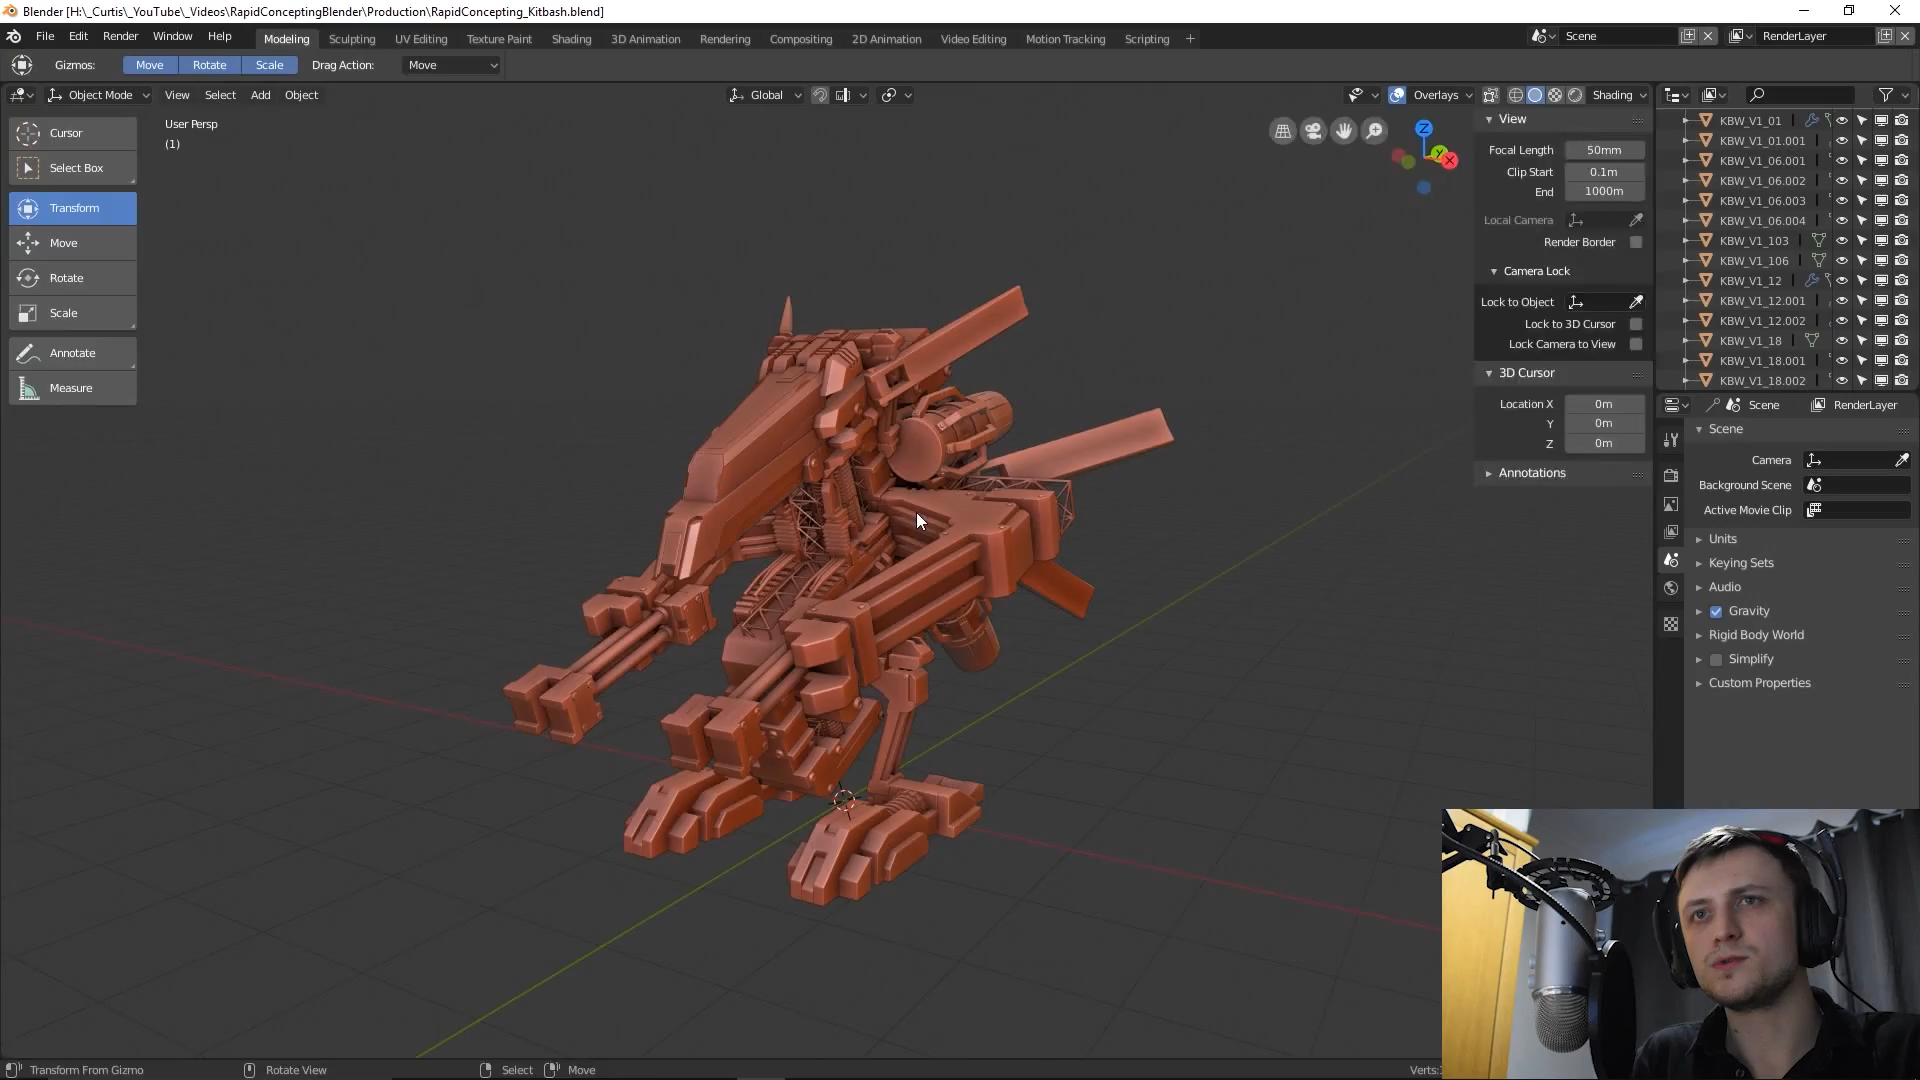 Blender [H:\_Curtis\_YouTube\_Videos\RapidConceptingBlender\Production\RapidConcepting_Kitbash.blend]
File Edit Render Window Help Modeling Sculpting UV Editing Texture Paint Shading 3D Animation Rendering Compositing 2D Animation Video Editing Motion Tracking Scripting + Scene RenderLayer
Gizmos: Move Rotate Scale Drag Action: Move
Object Mode View Select Add Object Global Overlays Shading
User Persp
(1)
Cursor
Select Box
Transform
Move
Rotate
Scale
Annotate
Measure
Z
Y
X
View
Focal Length 50mm
Clip Start 0.1m
End 1000m
Local Camera
Render Border
Camera Lock
Lock to Object
Lock to 3D Cursor
Lock Camera to View
3D Cursor
Location X 0m
Y 0m
Z 0m
Annotations
KBW_V1_01
KBW_V1_01.001
KBW_V1_06.001
KBW_V1_06.002
KBW_V1_06.003
KBW_V1_06.004
KBW_V1_103
KBW_V1_106
KBW_V1_12
KBW_V1_12.001
KBW_V1_12.002
KBW_V1_18
KBW_V1_18.001
KBW_V1_18.002
Scene RenderLayer
Scene
Camera
Background Scene
Active Movie Clip
Units
Keying Sets
Audio
Gravity
Rigid Body World
Simplify
Custom Properties
Transform From Gizmo Rotate View Select Move Verts: